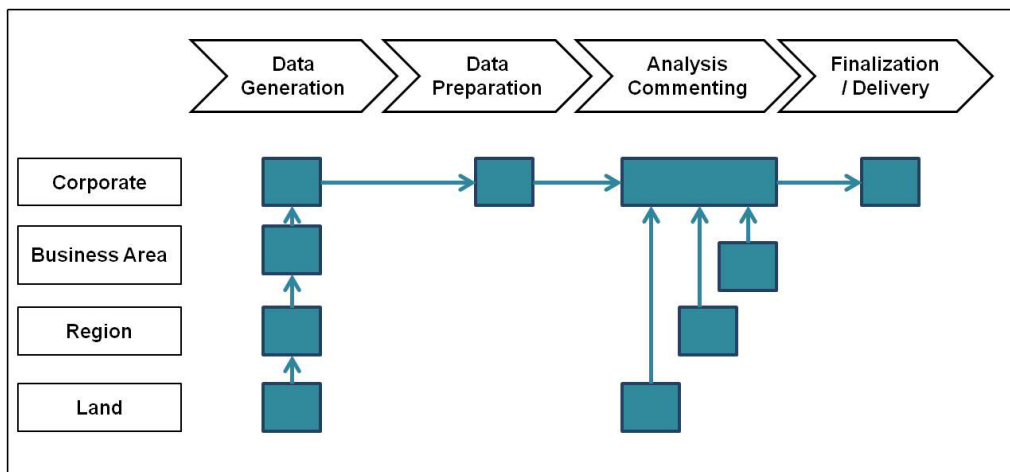 Data
Generation
Data
Preparation
Analysis
Commenting
Finalization
/ Delivery
Corporate
Business Area
Region
Land